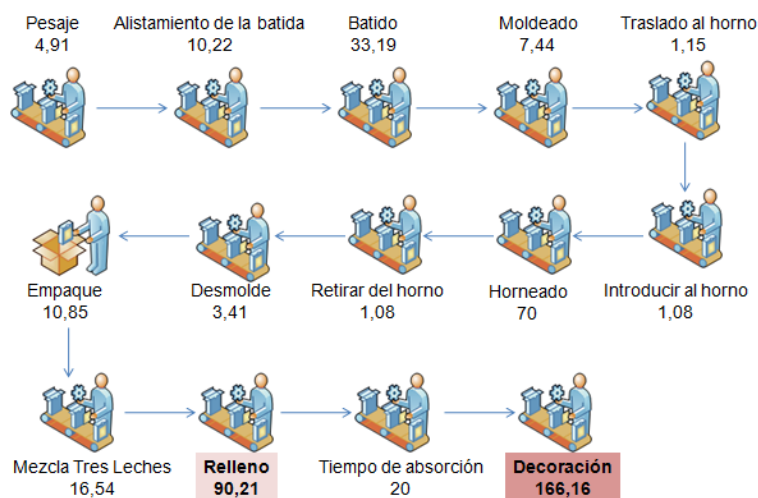 Pesaje
4,91
Alistamiento de la batida
10,22
Batido
33,19
Moldeado
7,44
Traslado al horno
1,15
Empaque
10,85
Desmolde
3,41
Retirar del horno
1,08
Horneado
70
Introducir al horno
1,08
Mezcla Tres Leches
16,54
Relleno
90,21
Tiempo de absorción
20
Decoración
166,16